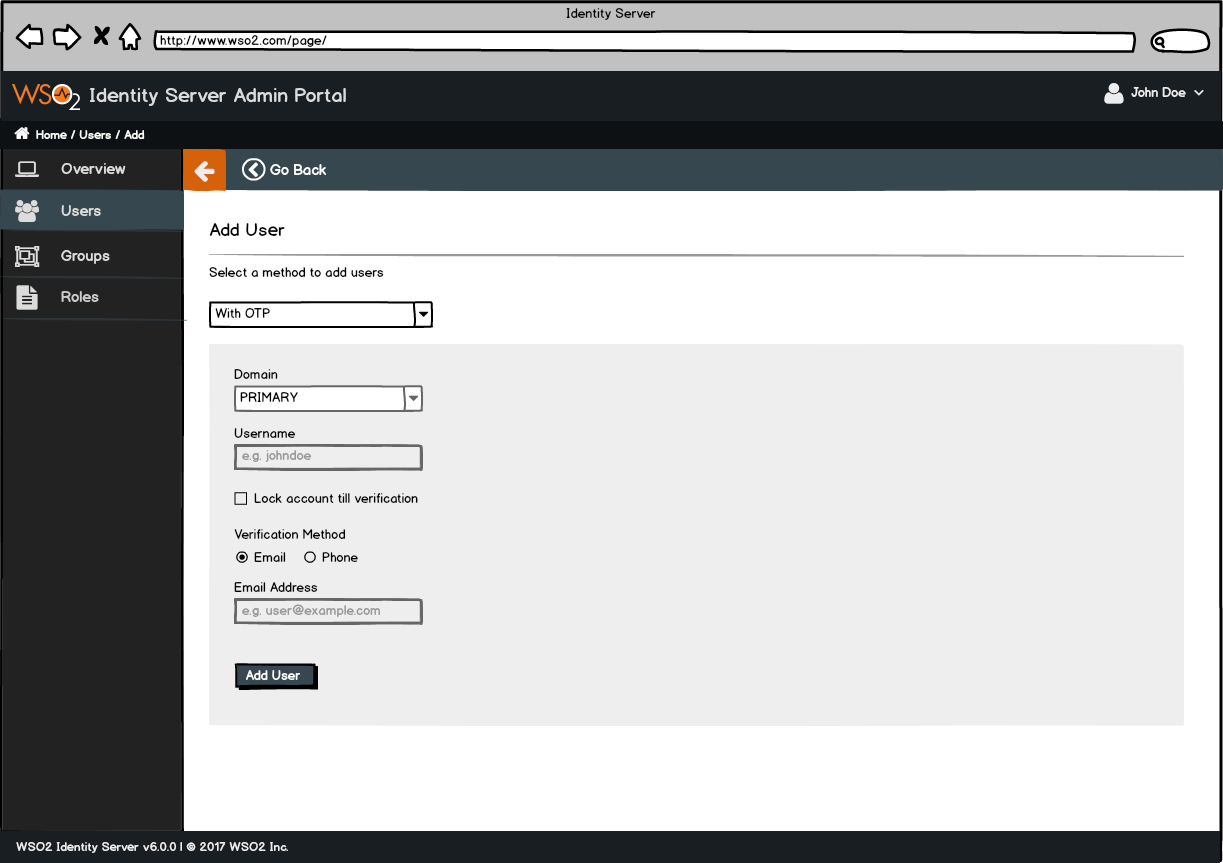 Identity Server
http://www.wso2.com/page/
WSO2 Identity Server Admin Portal
John Doe
Home / Users / Add
Overview
Go Back
Users
Groups
Roles
Add User
Select a method to add users
With OTP
Domain
PRIMARY
Username
e.g. johndoe
Lock account till verification
Verification Method
Email Phone
Email Address
e.g. user@example.com
Add User
WSO2 Identity Server v6.0.0 | © 2017 WSO2 Inc.